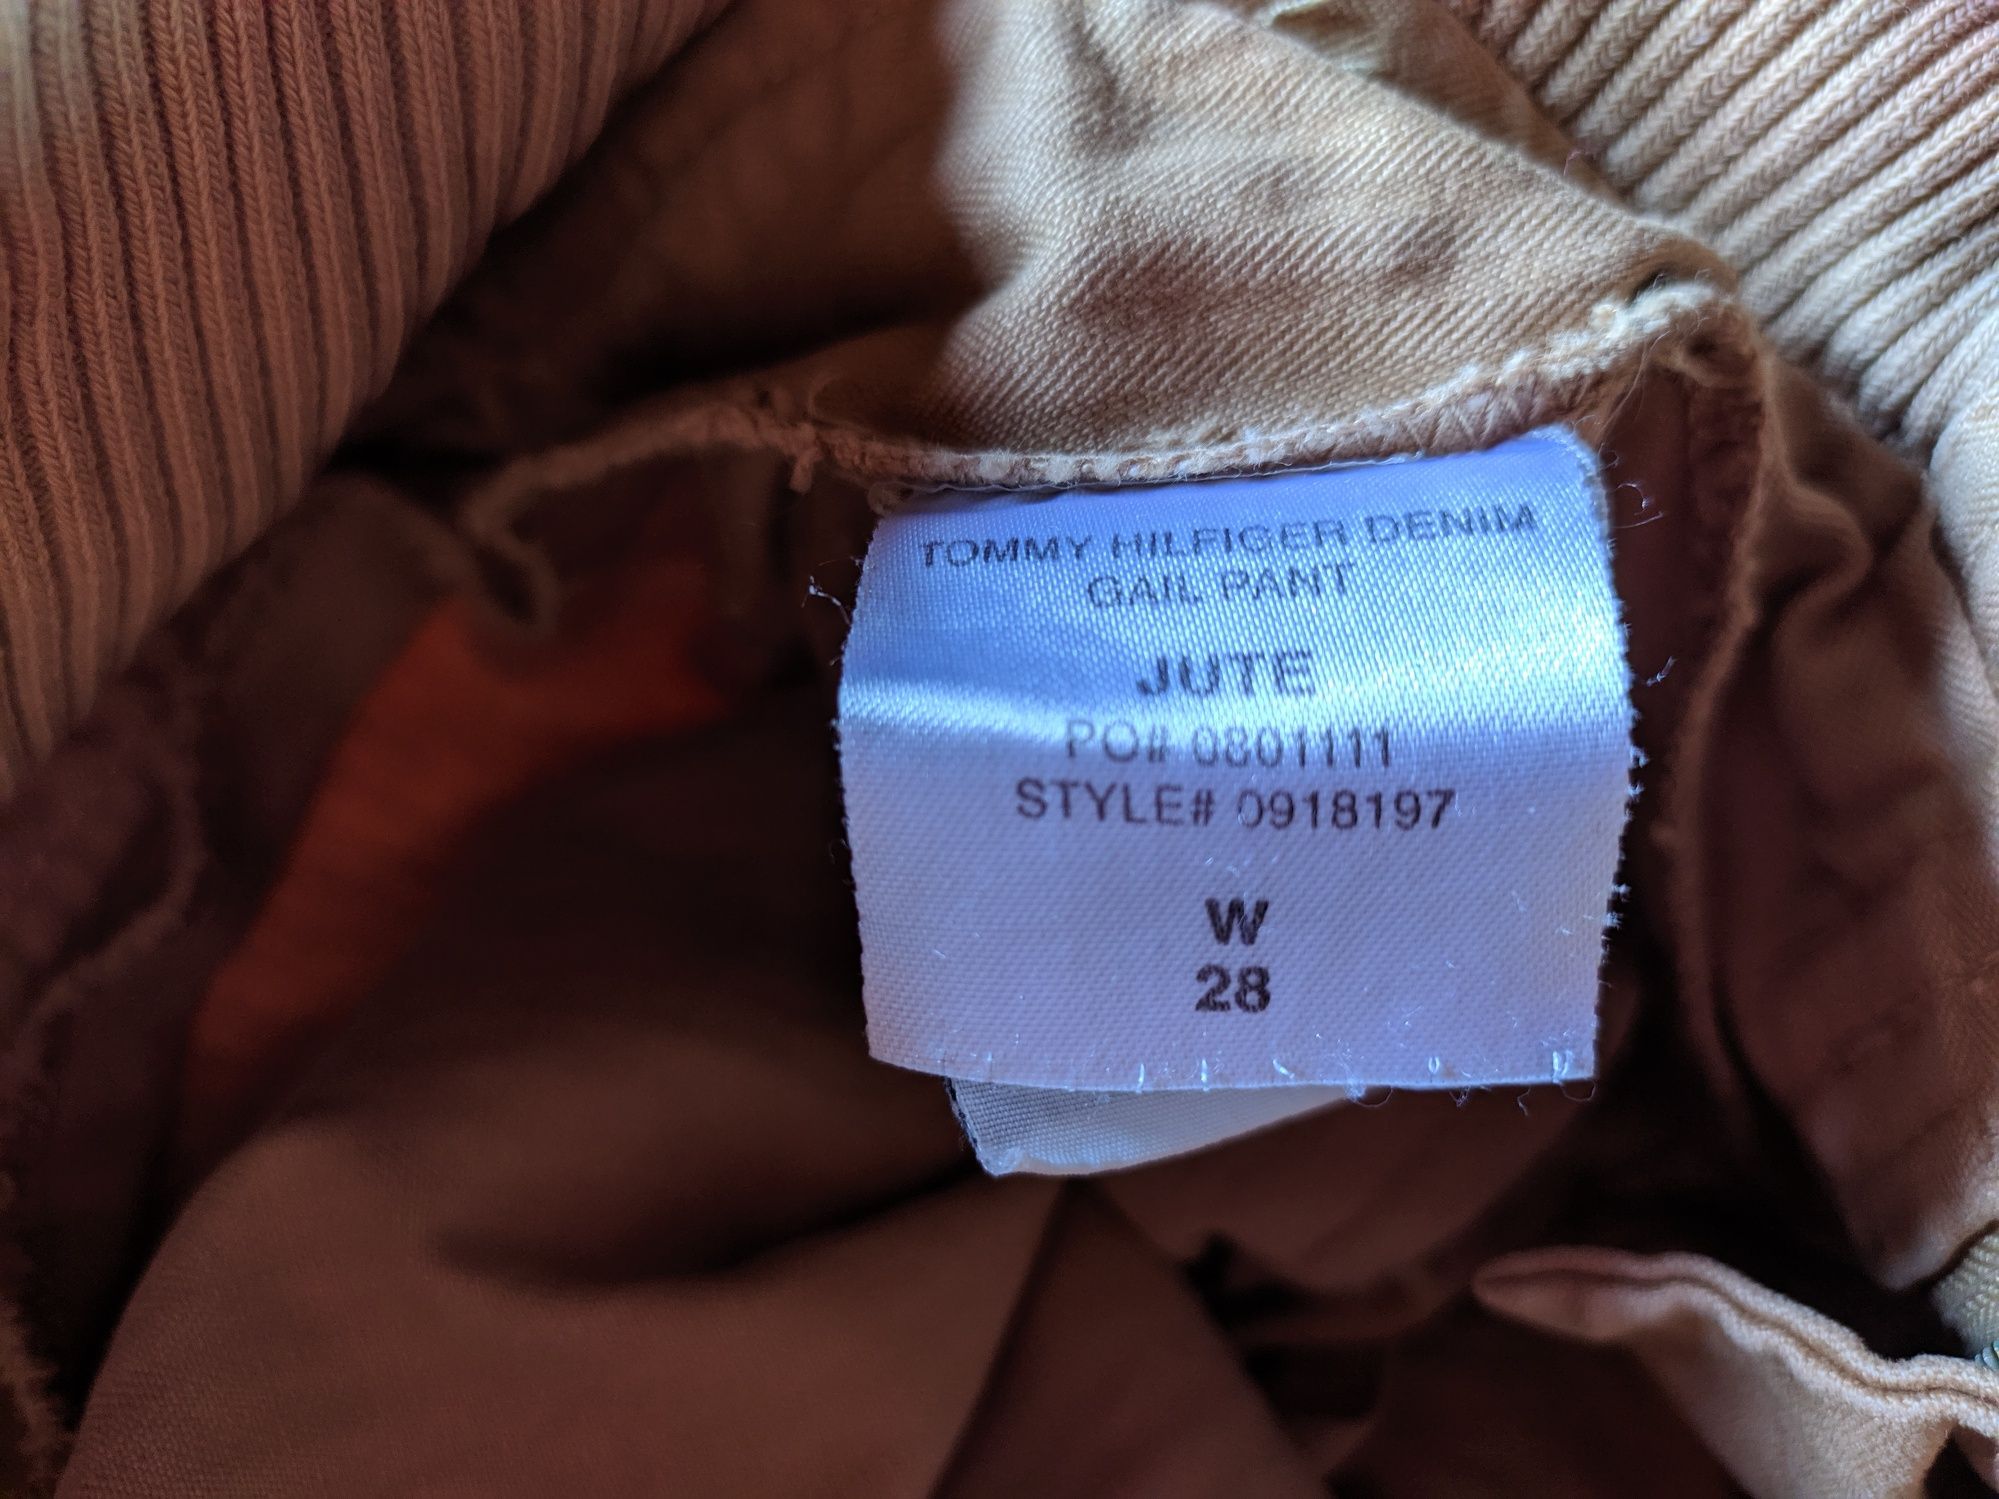 TOMMY HILFIGER DENIM
GAIL PANT
JUTE
PO# 0801111
STYLE# 0918197
W
28